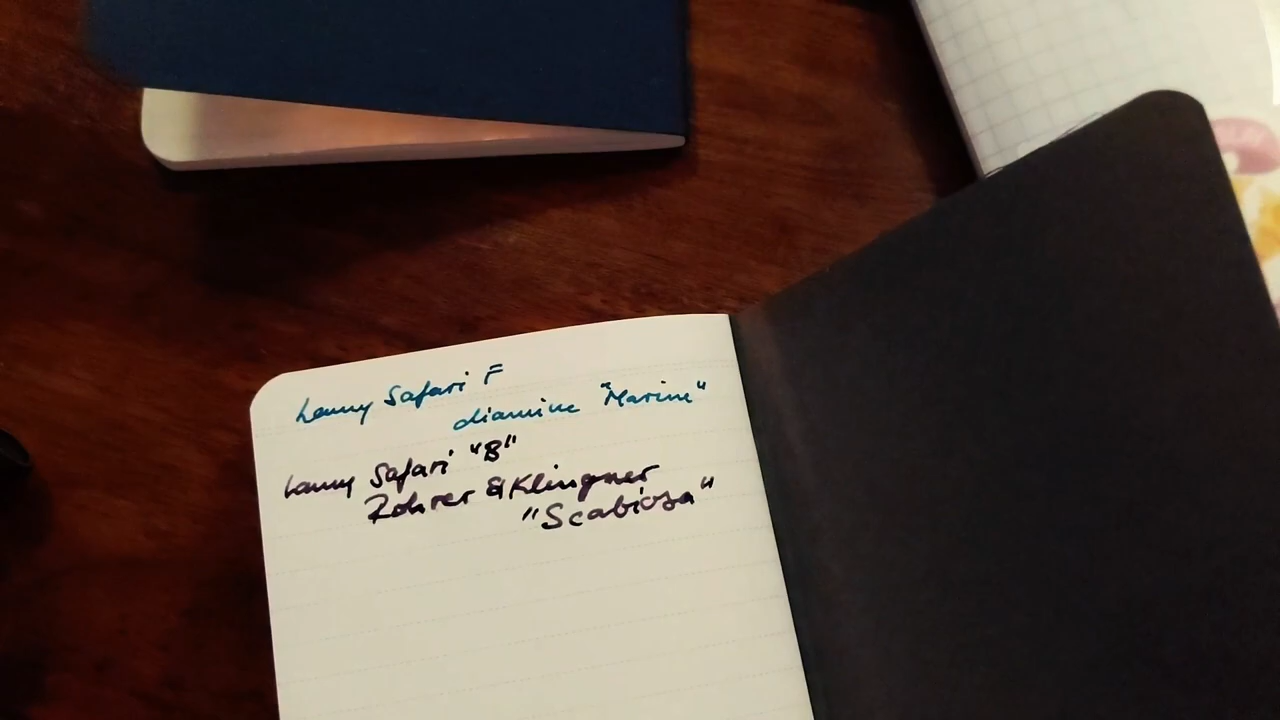 Lamy Safari F
diamine "Marine"
Lamy Safari "B"
Rohrer & Klingner
"Scabiosa"